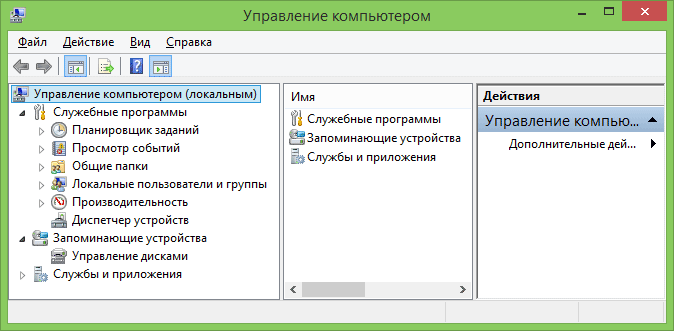 Управление компьютером
Файл Действие Вид Справка
Управление компьютером (локальным)
Служебные программы
Планировщик заданий
Просмотр событий
Общие папки
Локальные пользователи и группы
Производительность
Диспетчер устройств
Запоминающие устройства
Управление дисками
Службы и приложения
Имя
Служебные программы
Запоминающие устройства
Службы и приложения
Действия
Управление компью...
Дополнительные дей...